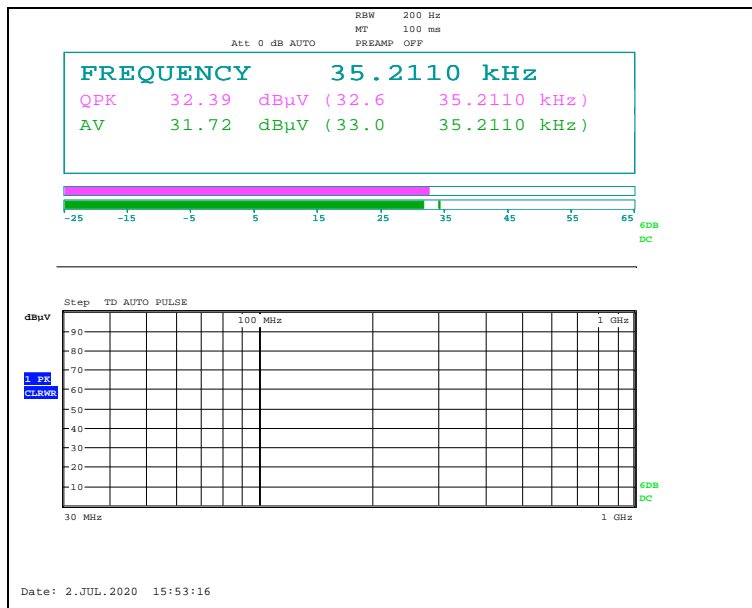 RBW 200 Hz
MT 100 ms
Att 0 dB AUTO PREAMP OFF
FREQUENCY 35.2110 kHz
QPK 32.39 dBµV (32.6 35.2110 kHz)
AV 31.72 dBµV (33.0 35.2110 kHz)
-25 -15 -5 5 15 25 35 45 55 65
6DB
DC
Step TD AUTO PULSE
dBµV
100 MHz 1 GHz
90
80
70
1 PK
CLRWR
60
50
40
30
20
10
6DB
DC
30 MHz 1 GHz
Date: 2.JUL.2020 15:53:16